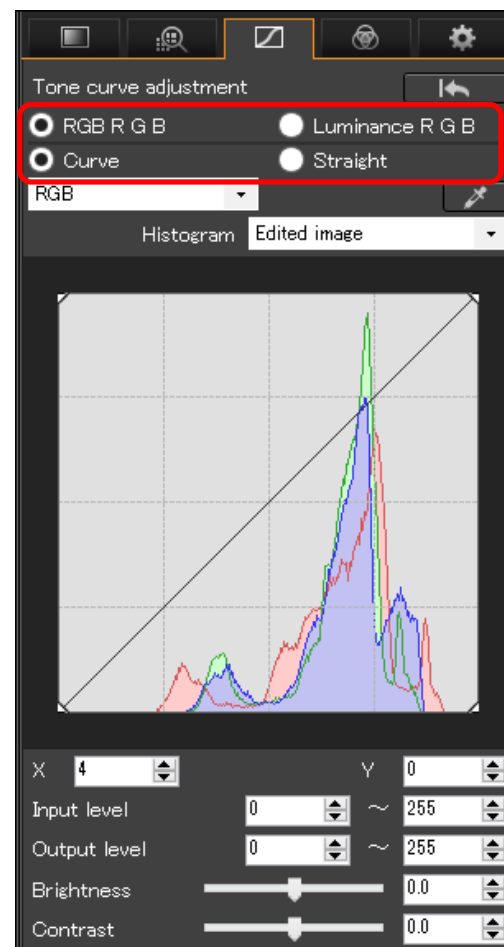 Tone curve adjustment
RGB R G B Luminance R G B
Curve Straight
RGB
Histogram Edited image
X 4 Y 0
Input level 0 ~ 255
Output level 0 ~ 255
Brightness 0.0
Contrast 0.0